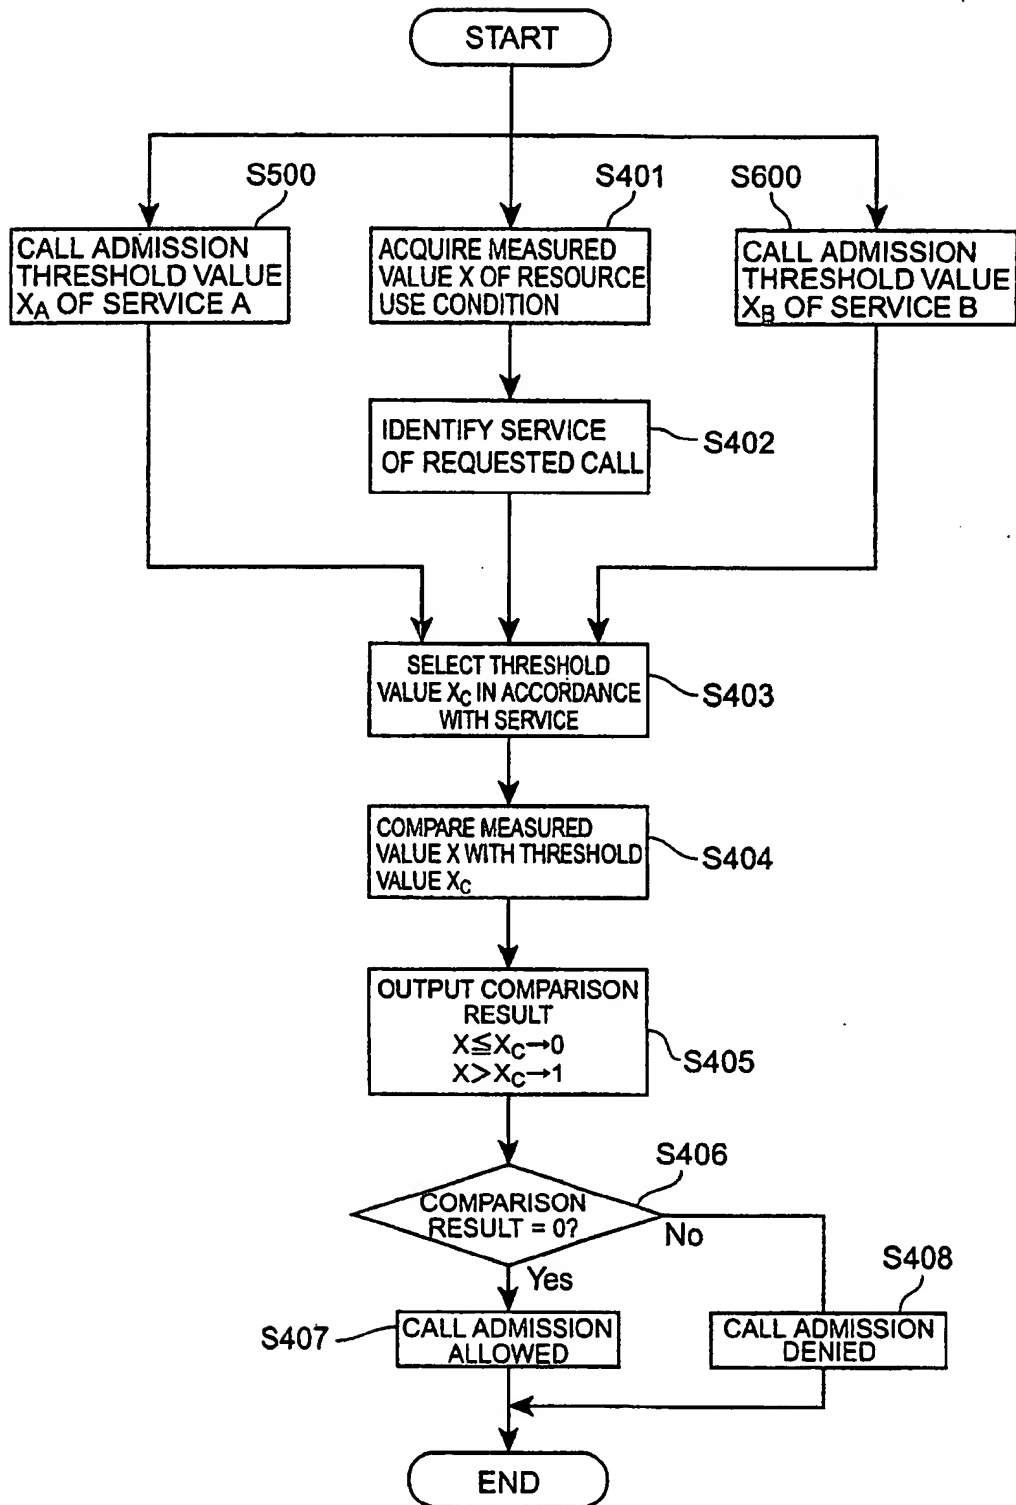 START
S500
S401
S600
CALL ADMISSION
THRESHOLD VALUE
XA OF SERVICE A
ACQUIRE MEASURED
VALUE X OF RESOURCE
USE CONDITION
CALL ADMISSION
THRESHOLD VALUE
XB OF SERVICE B
IDENTIFY SERVICE
OF REQUESTED CALL
S402
SELECT THRESHOLD
VALUE XC IN ACCORDANCE
WITH SERVICE
S403
COMPARE MEASURED
VALUE X WITH THRESHOLD
VALUE XC
S404
OUTPUT COMPARISON
RESULT
X≦XC→0
X>XC→1
S405
S406
COMPARISON
RESULT = 0?
No
Yes
S408
S407
CALL ADMISSION
ALLOWED
CALL ADMISSION
DENIED
END